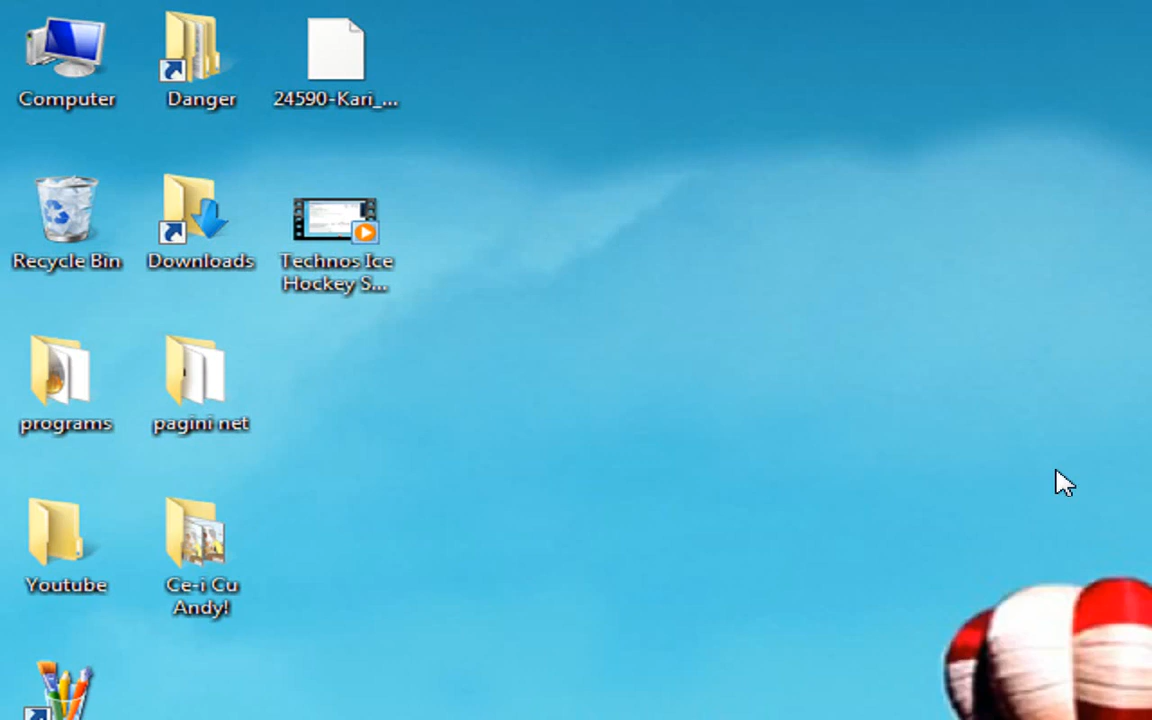 Computer
Danger
24590-Kari_...
Recycle Bin
Downloads
Technos Ice
Hockey S...
programs
pagini net
Youtube
Ce-i Cu
Andy!